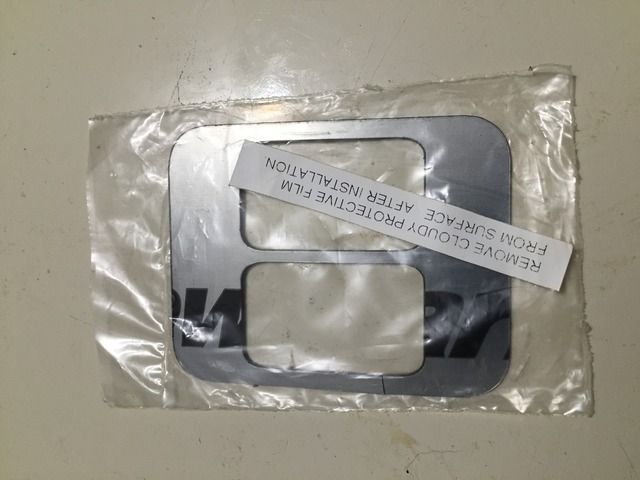 REMOVE CLOUDY PROTECTIVE FILM
FROM SURFACE AFTER INSTALLATION